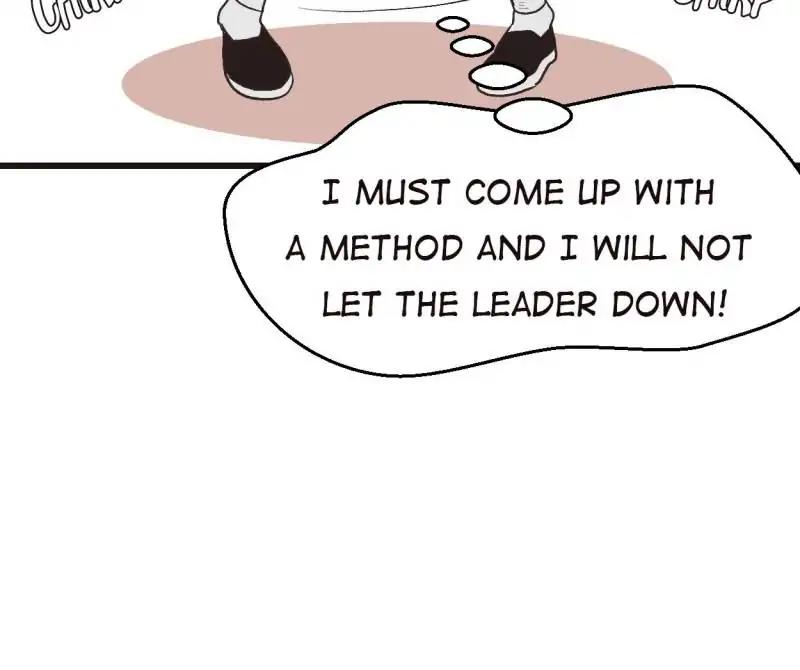 I MUST COME UP WITH
A METHOD AND I WILL NOT
LET THE LEADER DOWN!